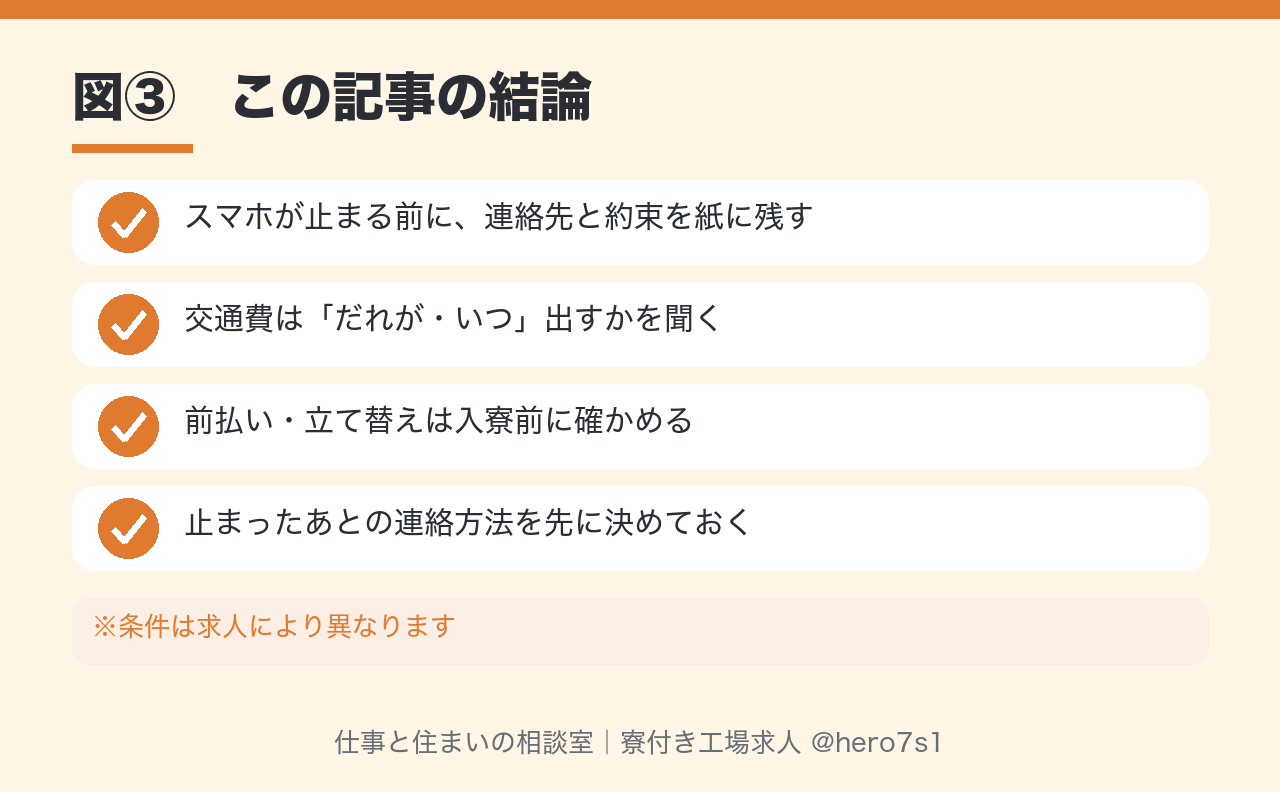 図③　この記事の結論
スマホが止まる前に、連絡先と約束を紙に残す
交通費は「だれが・いつ」出すかを聞く
前払い・立て替えは入寮前に確かめる
止まったあとの連絡方法を先に決めておく
※条件は求人により異なります
仕事と住まいの相談室｜寮付き工場求人 @hero7s1